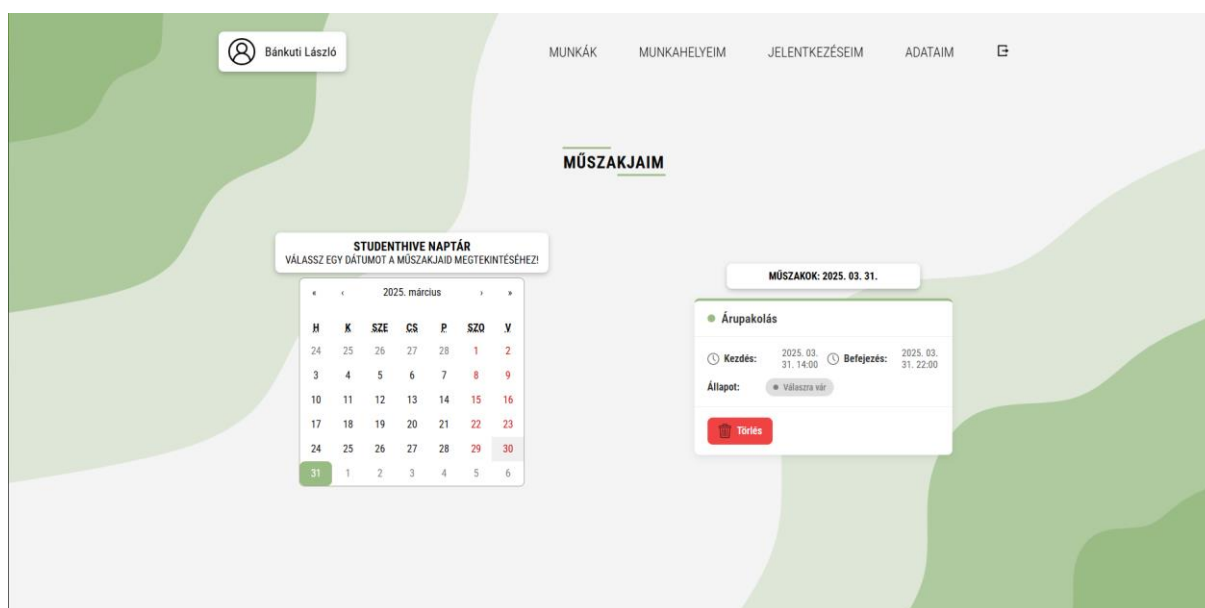 Bánkuti László
MUNKÁK MUNKAHELYEIM JELENTKEZÉSEIM ADATAIM
MŰSZAKJAIM
STUDENTHIVE NAPTÁR
VÁLASSZ EGY DÁTUMOT A MŰSZAKJAID MEGTEKINTÉSÉHEZ!
« ‹ 2025. március › »
H K SZE CS P SZO V
24 25 26 27 28 1 2
3 4 5 6 7 8 9
10 11 12 13 14 15 16
17 18 19 20 21 22 23
24 25 26 27 28 29 30
31 1 2 3 4 5 6
MŰSZAKOK: 2025. 03. 31.
Árupakolás
Kezdés: 2025. 03. 31. 14:00 Befejezés: 2025. 03. 31. 22:00
Állapot: Válaszra vár
Törlés